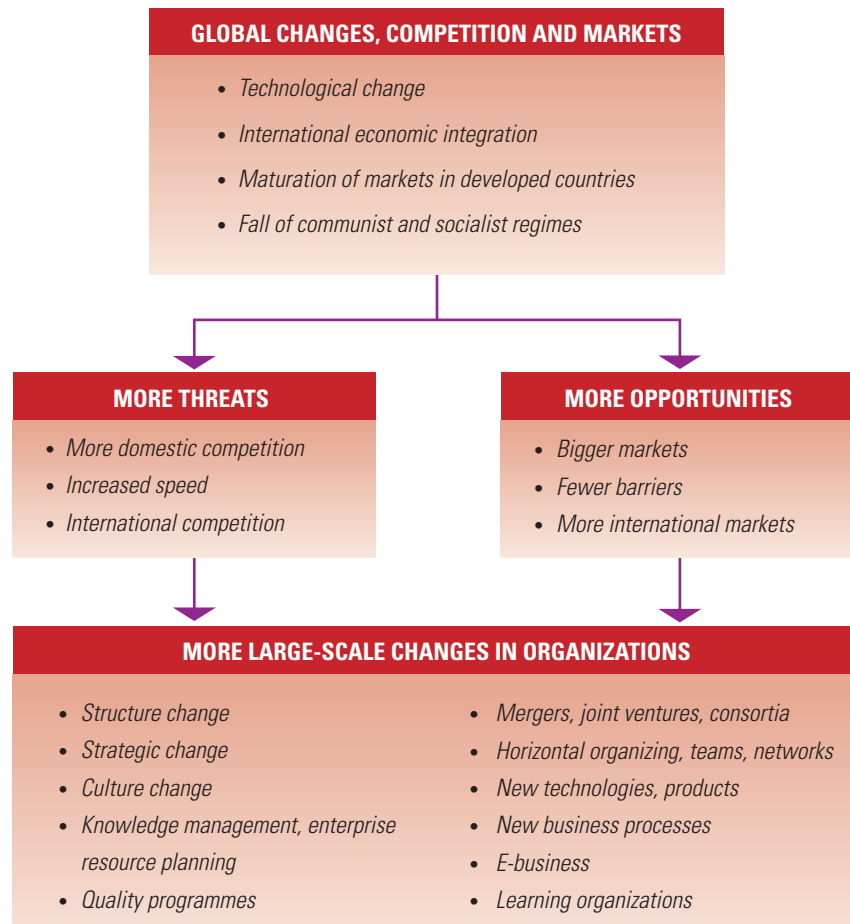 GLOBAL CHANGES, COMPETITION AND MARKETS
• Technological change
• International economic integration
• Maturation of markets in developed countries
• Fall of communist and socialist regimes
MORE THREATS
• More domestic competition
• Increased speed
• International competition
MORE OPPORTUNITIES
• Bigger markets
• Fewer barriers
• More international markets
MORE LARGE-SCALE CHANGES IN ORGANIZATIONS
• Structure change
• Strategic change
• Culture change
• Knowledge management, enterprise
resource planning
• Quality programmes
• Mergers, joint ventures, consortia
• Horizontal organizing, teams, networks
• New technologies, products
• New business processes
• E-business
• Learning organizations